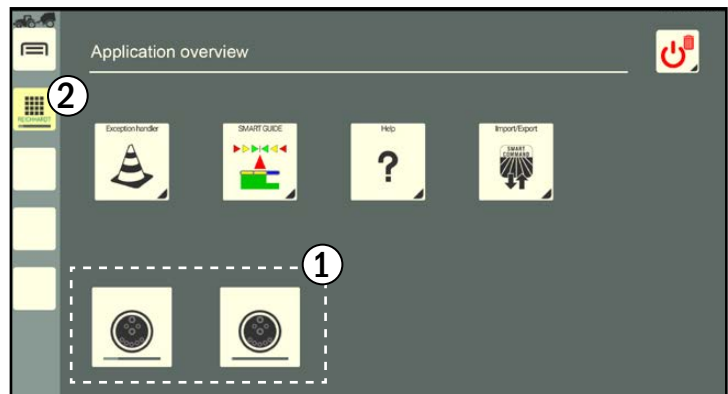 Application overview
2
REICHHARDT
Exception handler
SMART GUIDE
Help
Import/Export
?
SMART
COMMAND
1